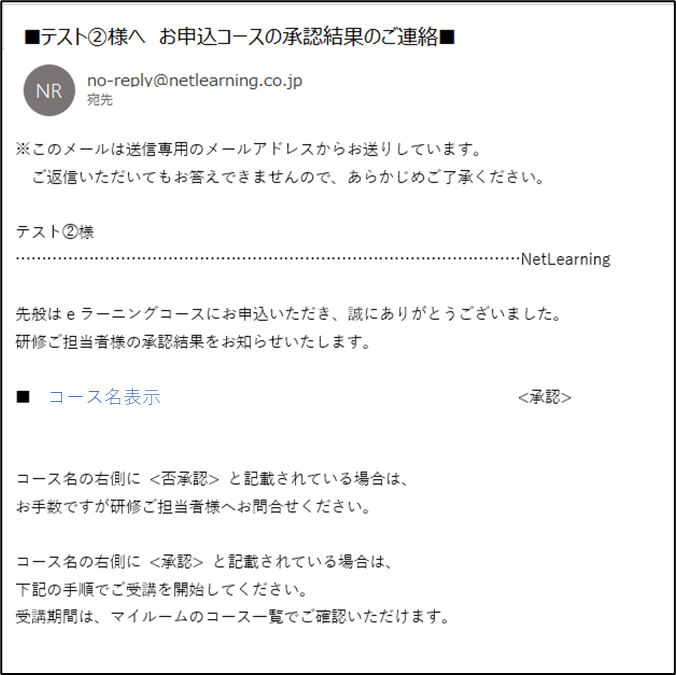 ■テスト②様へ お申込コースの承認結果のご連絡■
NR
no-reply@netlearning.co.jp
宛先
※このメールは送信専用のメールアドレスからお送りしています。
ご返信いただいてもお答えできませんので、あらかじめご了承ください。
テスト②様
………………………………………………………………………………………NetLearning
先般は e ラーニングコースにお申込いただき、誠にありがとうございました。
研修ご担当者様の承認結果をお知らせいたします。
■ コース名表示 <承認>
コース名の右側に <否承認> と記載されている場合は、
お手数ですが研修ご担当者様へお問合せください。
コース名の右側に <承認> と記載されている場合は、
下記の手順でご受講を開始してください。
受講期間は、マイルームのコース一覧でご確認いただけます。